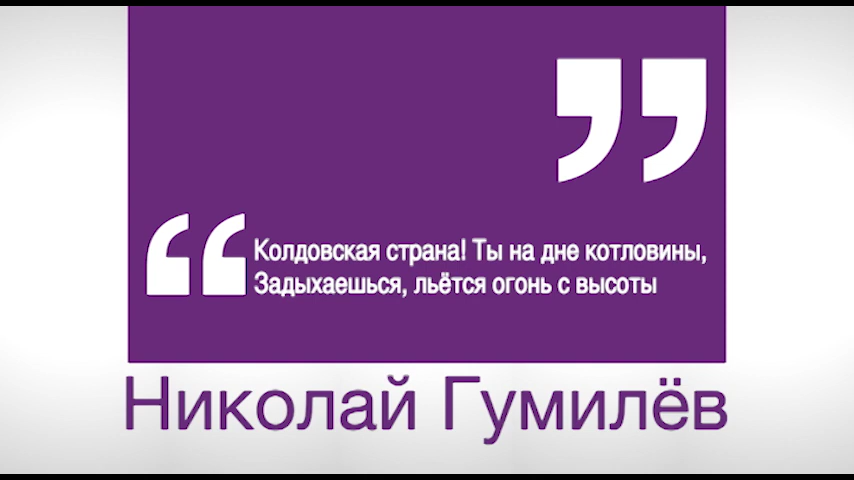 Колдовская страна! Ты на дне котловины,
Задыхаешься, льётся огонь с высоты
Николай Гумилёв